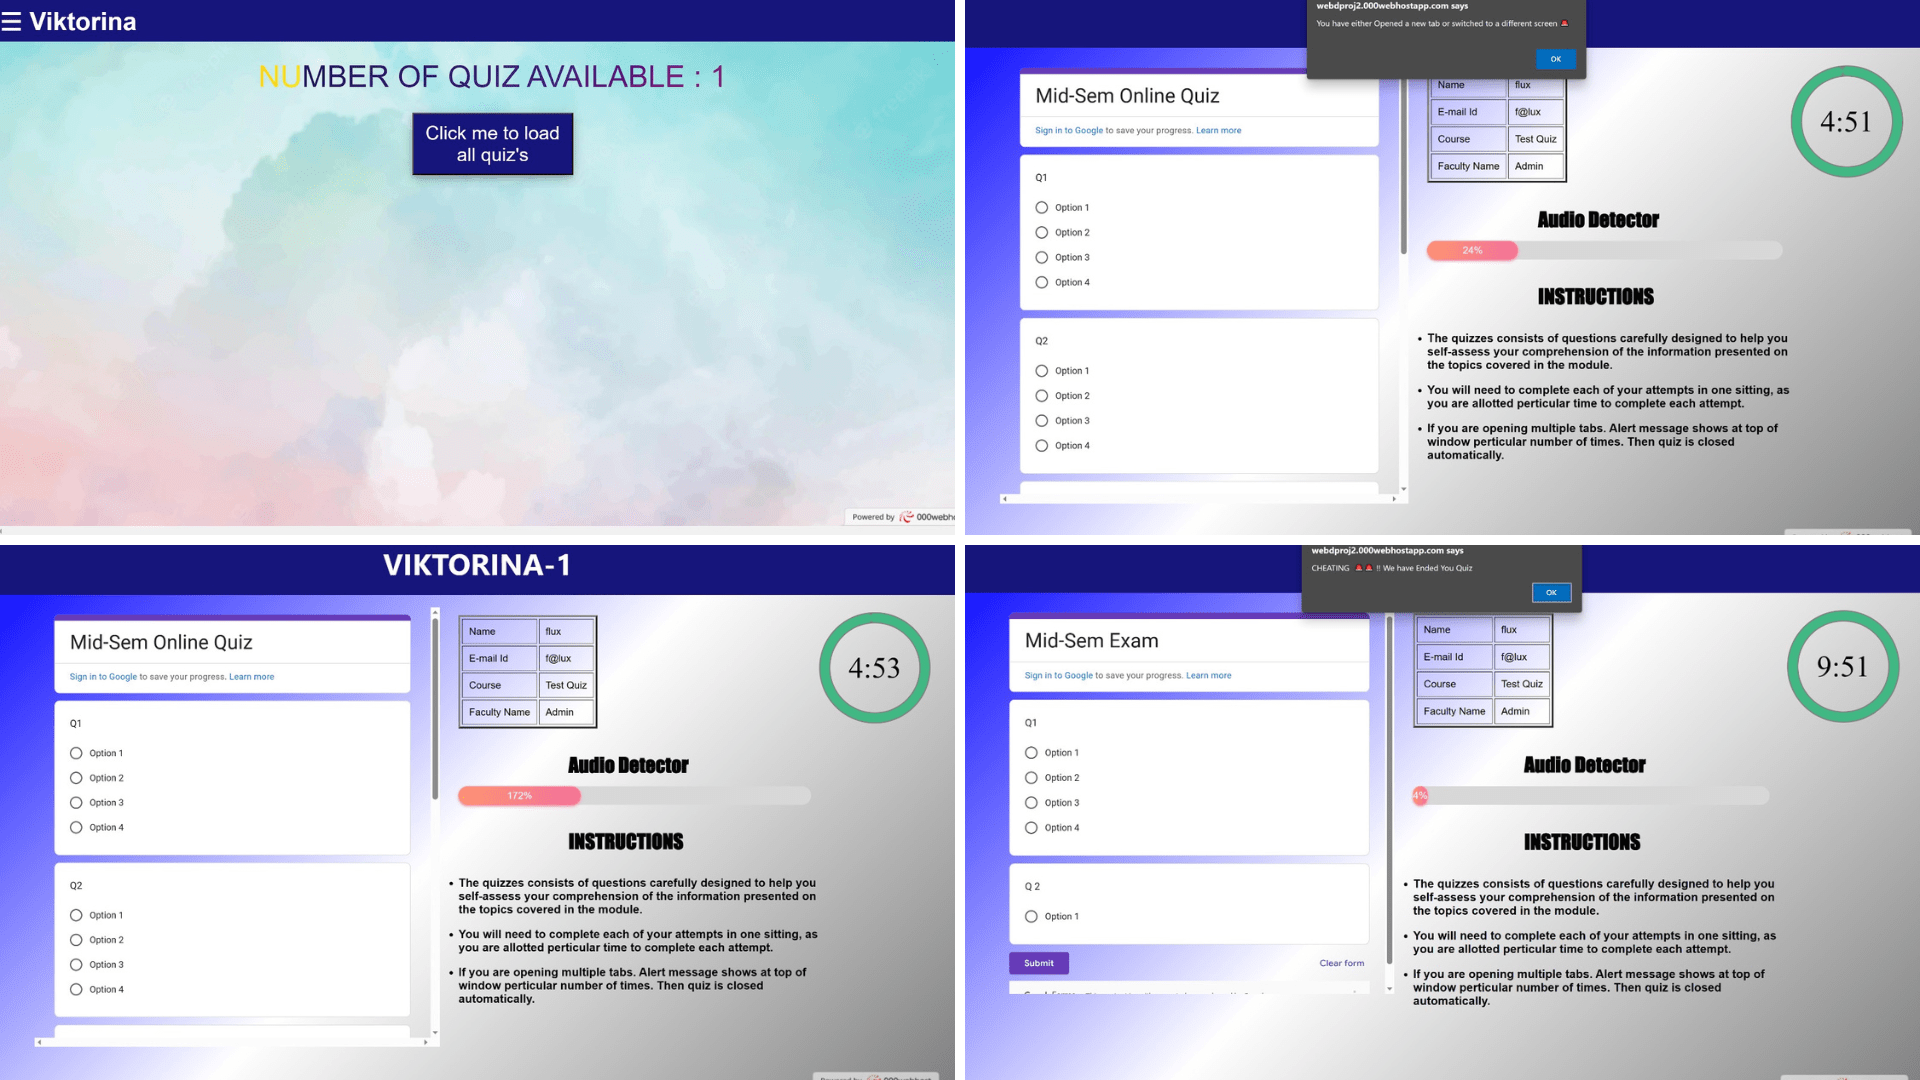 ☰ Viktorina
NUMBER OF QUIZ AVAILABLE : 1
Click me to load
all quiz's
Powered by 000webho
webdproj2.000webhostapp.com says
You have either Opened a new tab or switched to a different screen 🚨
OK
Mid-Sem Online Quiz
Sign in to Google to save your progress. Learn more
Q1
Option 1
Option 2
Option 3
Option 4
Q2
Option 1
Option 2
Option 3
Option 4
Name flux
E-mail Id f@lux
Course Test Quiz
Faculty Name Admin
4:51
Audio Detector
24%
INSTRUCTIONS
• The quizzes consists of questions carefully designed to help you
self-assess your comprehension of the information presented on
the topics covered in the module.
• You will need to complete each of your attempts in one sitting, as
you are allotted perticular time to complete each attempt.
• If you are opening multiple tabs. Alert message shows at top of
window perticular number of times. Then quiz is closed
automatically.
VIKTORINA-1
Mid-Sem Online Quiz
Sign in to Google to save your progress. Learn more
Q1
Option 1
Option 2
Option 3
Option 4
Q2
Option 1
Option 2
Option 3
Option 4
Name flux
E-mail Id f@lux
Course Test Quiz
Faculty Name Admin
4:53
Audio Detector
172%
INSTRUCTIONS
• The quizzes consists of questions carefully designed to help you
self-assess your comprehension of the information presented on
the topics covered in the module.
• You will need to complete each of your attempts in one sitting, as
you are allotted perticular time to complete each attempt.
• If you are opening multiple tabs. Alert message shows at top of
window perticular number of times. Then quiz is closed
automatically.
webdproj2.000webhostapp.com says
CHEATING 🚨🚨 !! We have Ended You Quiz
OK
Mid-Sem Exam
Sign in to Google to save your progress. Learn more
Q1
Option 1
Option 2
Option 3
Option 4
Q 2
Option 1
Submit Clear form
Name flux
E-mail Id f@lux
Course Test Quiz
Faculty Name Admin
9:51
Audio Detector
4%
INSTRUCTIONS
• The quizzes consists of questions carefully designed to help you
self-assess your comprehension of the information presented on
the topics covered in the module.
• You will need to complete each of your attempts in one sitting, as
you are allotted perticular time to complete each attempt.
• If you are opening multiple tabs. Alert message shows at top of
window perticular number of times. Then quiz is closed
automatically.